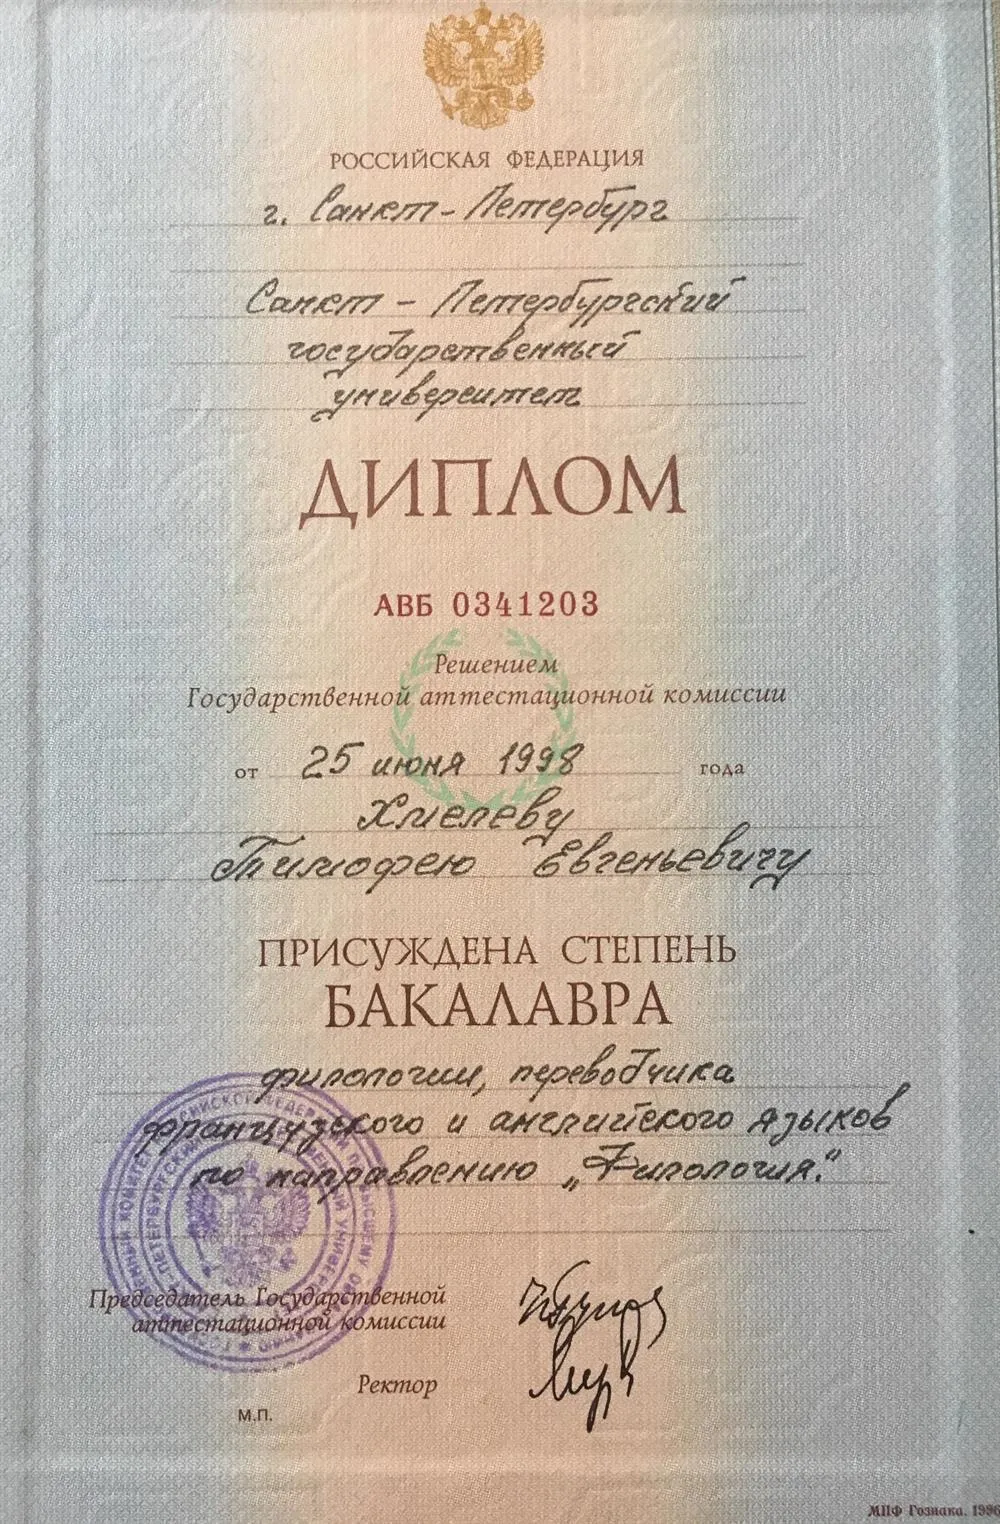 РОССИЙСКАЯ ФЕДЕРАЦИЯ
г. Санкт-Петербург
Санкт-Петербургский
государственный
университет
ДИПЛОМ
АВБ 0341203
Решением
Государственной аттестационной комиссии
от 25 июня 1998 года
Хмелеву
Тимофею Евгеньевичу
ПРИСУЖДЕНА СТЕПЕНЬ
БАКАЛАВРА
филологии, переводчика
французского и английского языков
по направлению „Филология".
Председатель Государственной
аттестационной комиссии
Ректор
М.П.
МПФ Гознака. 1996